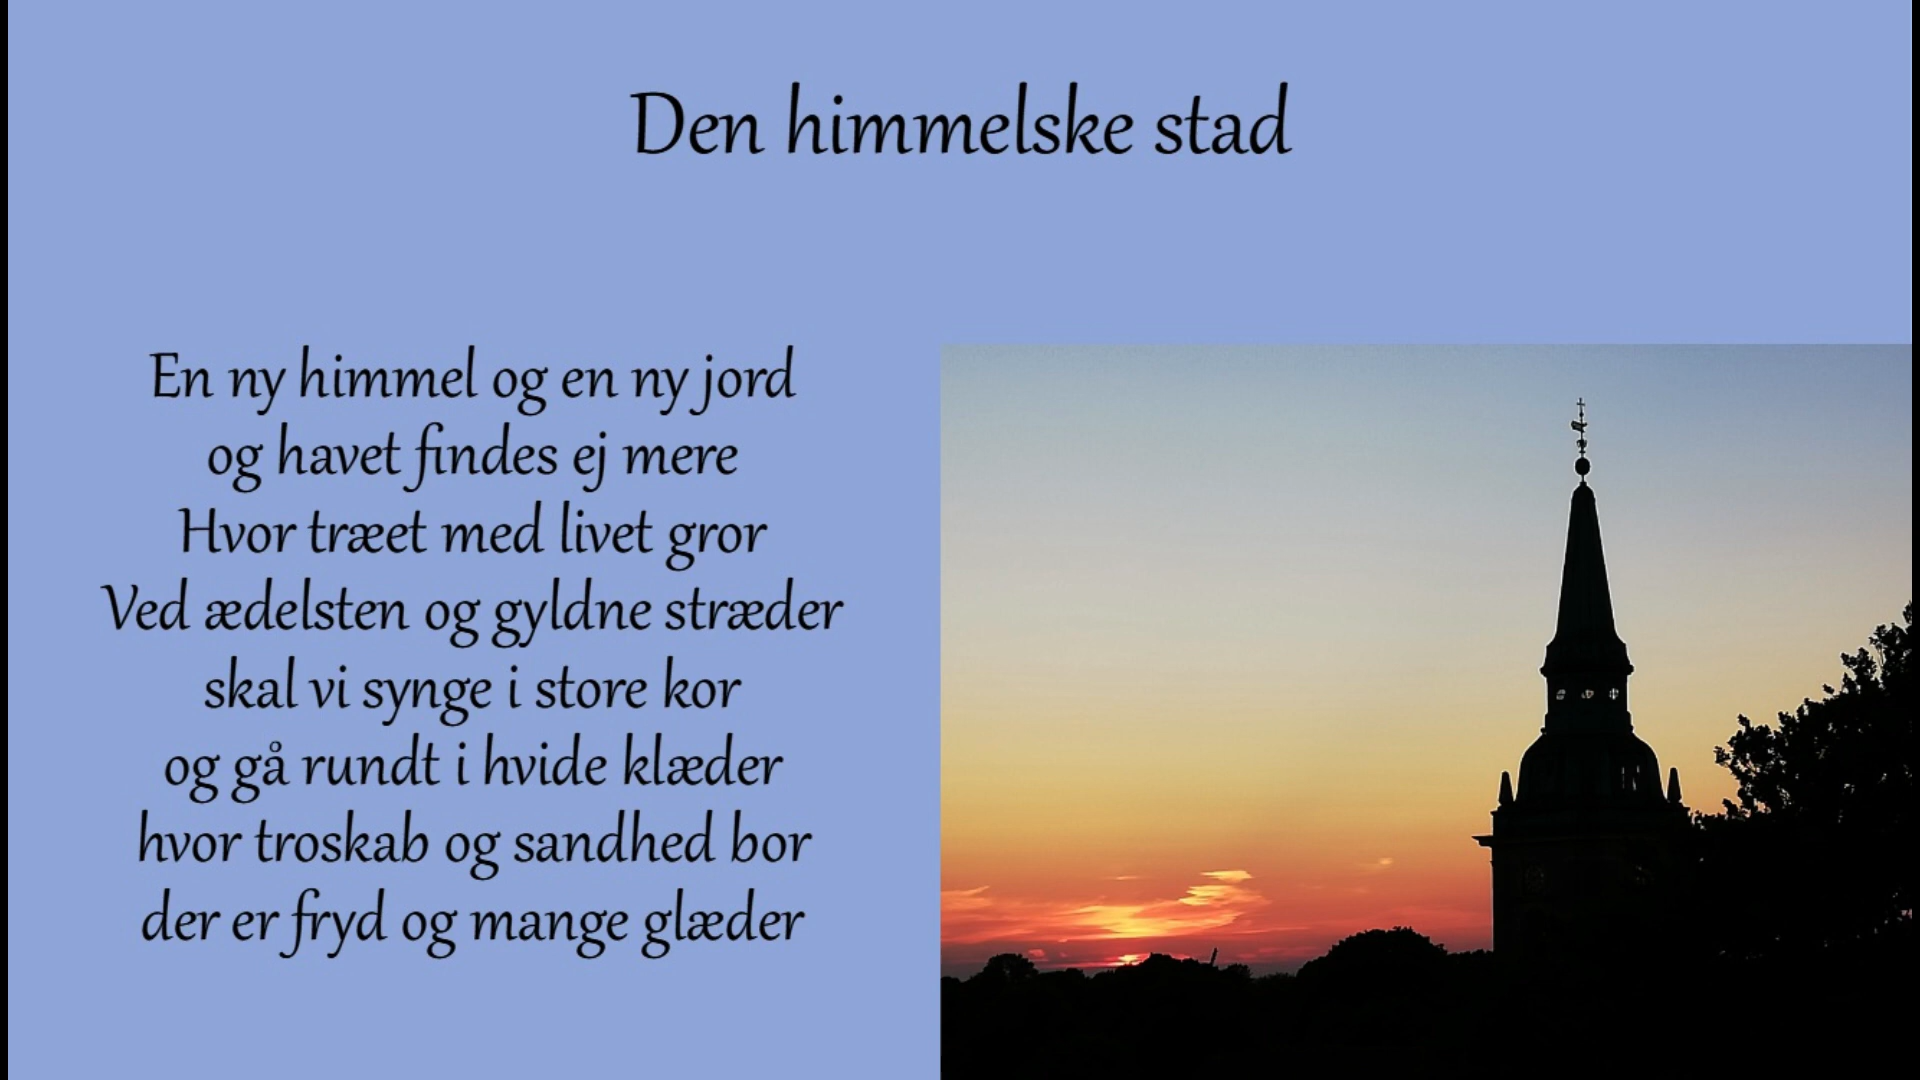 Den himmelske stad
En ny himmel og en ny jord
og havet findes ej mere
Hvor træet med livet gror
Ved ædelsten og gyldne stræder
skal vi synge i store kor
og gå rundt i hvide klæder
hvor troskab og sandhed bor
der er fryd og mange glæder